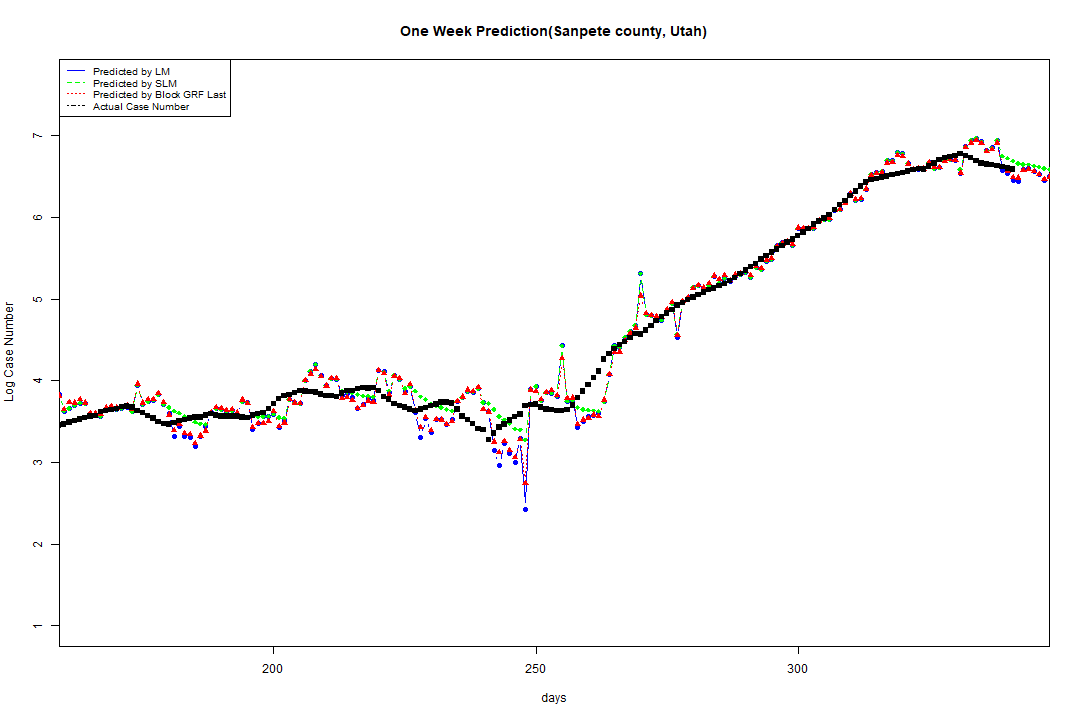 One Week Prediction(Sanpete county, Utah)
Predicted by LM
Predicted by SLM
Predicted by Block GRF Last
Actual Case Number
7
6
5
4
3
2
1
Log Case Number
200 250 300
days